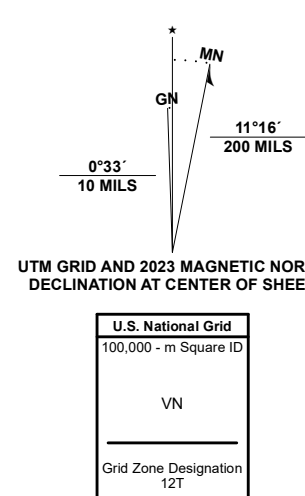 ★
MN
GN
11°16´
200 MILS
0°33´
10 MILS
UTM GRID AND 2023 MAGNETIC NOR
DECLINATION AT CENTER OF SHEE
U.S. National Grid
100,000 - m Square ID
VN
Grid Zone Designation
12T